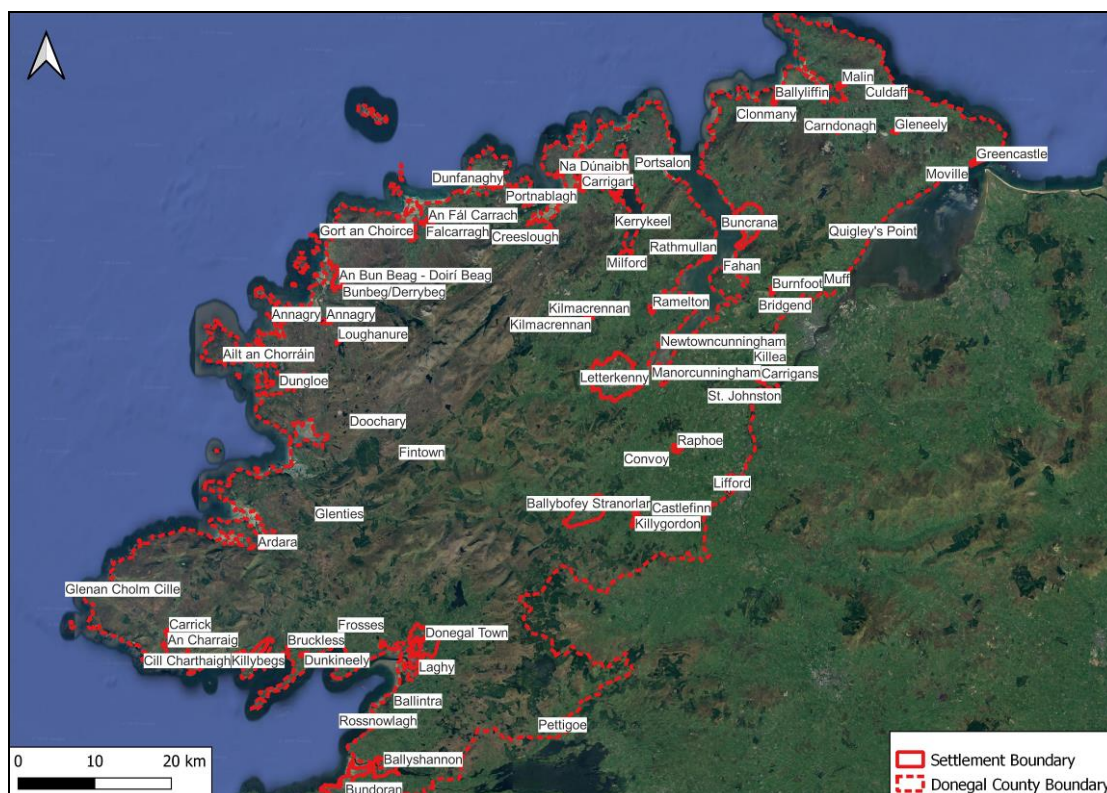 Malin
Ballyliffin
Culdaff
Clonmany
Carndonagh
Gleneely
Greencastle
Na Dúnaibh
Portsalon
Moville
Dunfanaghy
Carrigart
Portnablagh
An Fál Carrach
Kerrykeel
Buncrana
Gort an Choirce
Falcarragh
Creeslough
Quigley's Point
Rathmullan
Milford
Fahan
An Bun Beag - Doirí Beag
Muff
Burnfoot
Bunbeg/Derrybeg
Ramelton
Bridgend
Kilmacrennan
Annagry
Annagry
Kilmacrennan
Loughanure
Newtowncunningham
Ailt an Chorráin
Killea
Letterkenny
Manorcunningham
Carrigans
Dungloe
St. Johnston
Doochary
Raphoe
Fintown
Convoy
Lifford
Ballybofey Stranorlar
Castlefinn
Glenties
Killygordon
Ardara
Glenan Cholm Cille
Carrick
Frosses
Donegal Town
An Charraig
Bruckless
Cill Charthaigh
Killybegs
Dunkineely
Laghy
Ballintra
Rossnowlagh
Pettigoe
Ballyshannon
Bundoran
0 10 20 km
Settlement Boundary
Donegal County Boundary